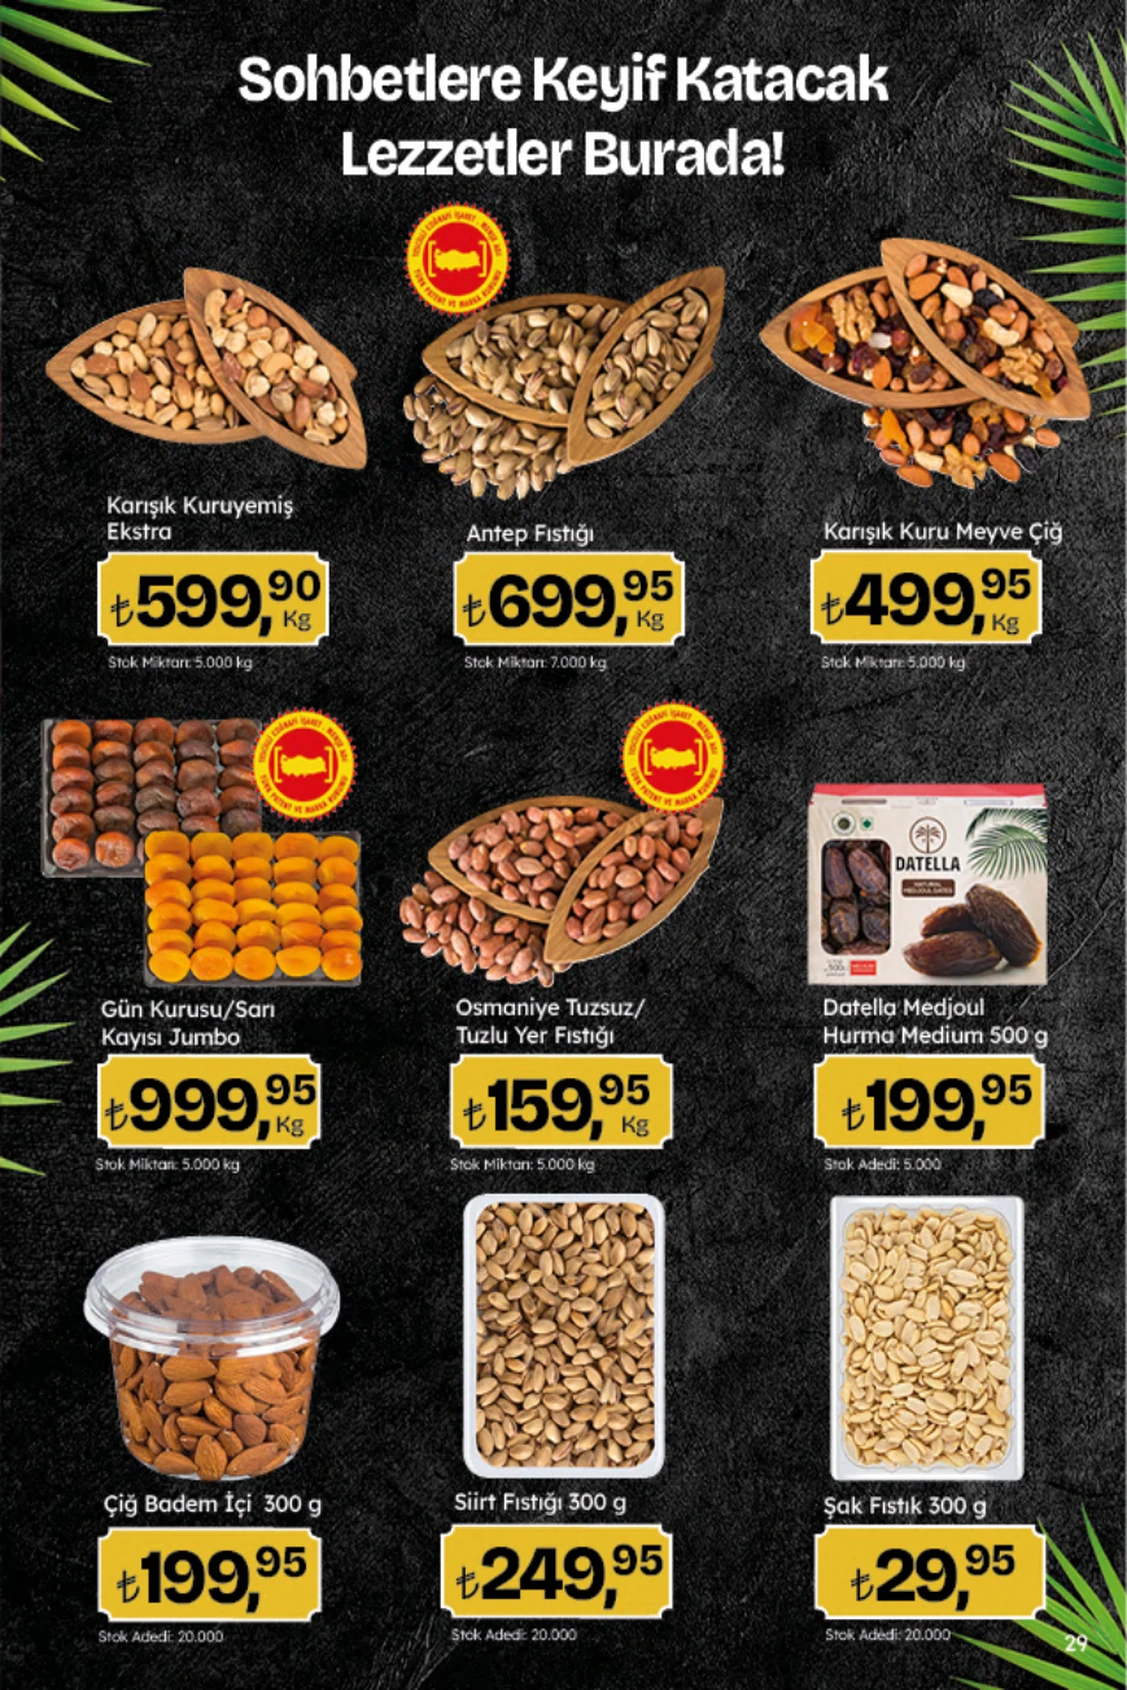 Sohbetlere Keyif Katacak
Lezzetler Burada!
Karışık Kuruyemiş
Ekstra
₺599,90
Kg
Stok Miktarı: 5.000 kg
Antep Fıstığı
₺699,95
Kg
Stok Miktarı: 7.000 kg
Karışık Kuru Meyve Çiğ
₺499,95
Kg
Stok Miktarı: 5.000 kg
Gün Kurusu/Sarı
Kayısı Jumbo
₺999,95
Kg
Stok Miktarı: 5.000 kg
Osmaniye Tuzsuz/
Tuzlu Yer Fıstığı
₺159,95
Kg
Stok Miktarı: 5.000 kg
DATELLA
NATURAL
MEDJOUL DATES
Datella Medjoul
Hurma Medium 500 g
₺199,95
Stok Adedi: 5.000
Çiğ Badem İçi 300 g
₺199,95
Stok Adedi: 20.000
Siirt Fıstığı 300 g
₺249,95
Stok Adedi: 20.000
Şak Fıstık 300 g
₺29,95
Stok Adedi: 20.000
29